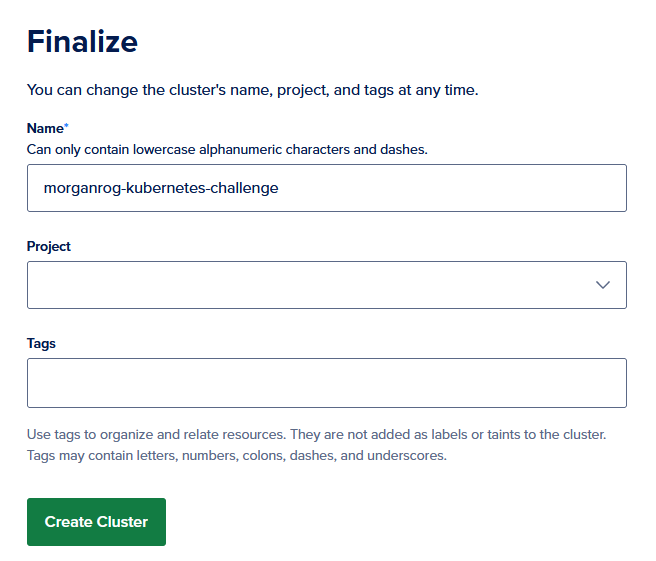 Finalize
You can change the cluster's name, project, and tags at any time.
Name*
Can only contain lowercase alphanumeric characters and dashes.
morganrog-kubernetes-challenge
Project
Tags
Use tags to organize and relate resources. They are not added as labels or taints to the cluster.
Tags may contain letters, numbers, colons, dashes, and underscores.
Create Cluster